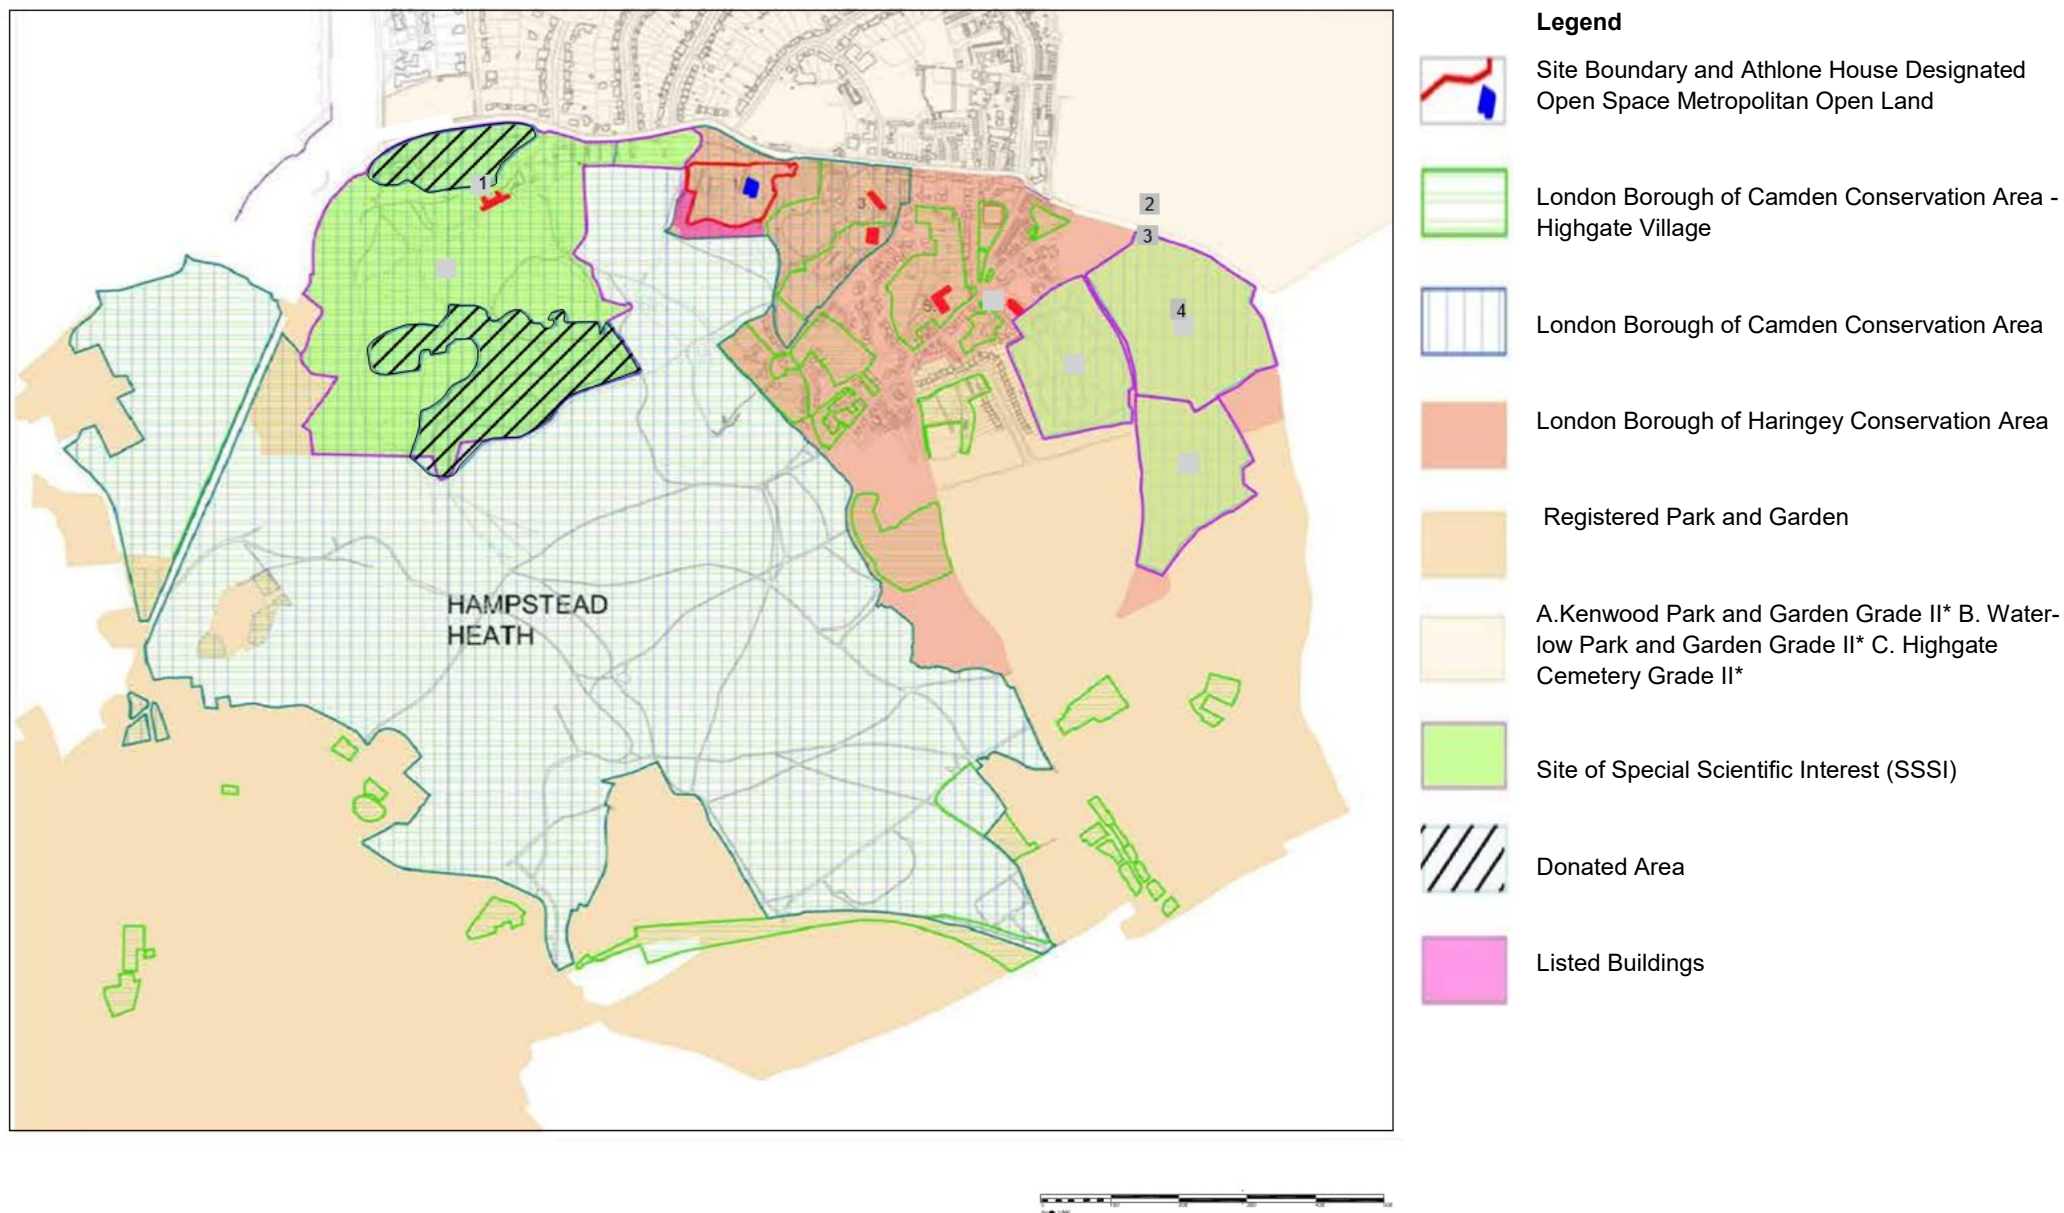 Legend
Site Boundary and Athlone House Designated
Open Space Metropolitan Open Land
London Borough of Camden Conservation Area -
Highgate Village
London Borough of Camden Conservation Area
London Borough of Haringey Conservation Area
Registered Park and Garden
A.Kenwood Park and Garden Grade II* B. Water-
low Park and Garden Grade II* C. Highgate
Cemetery Grade II*
Site of Special Scientific Interest (SSSI)
Donated Area
Listed Buildings
1
2
3
4
3.
HAMPSTEAD
HEATH